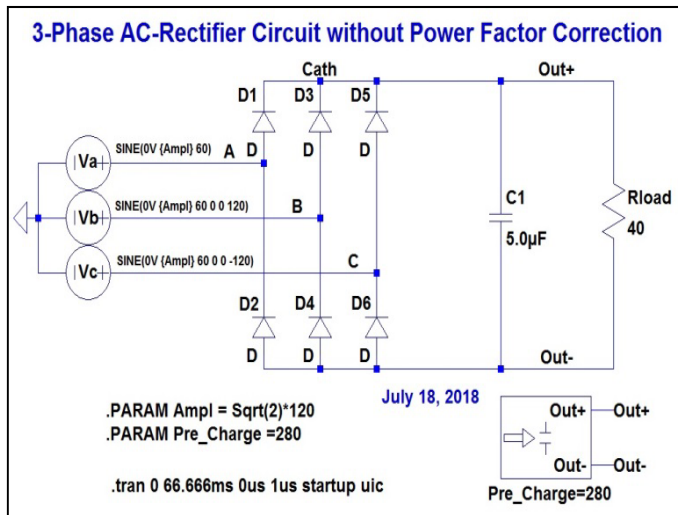 3-Phase AC-Rectifier Circuit without Power Factor Correction
Cath
Out+
D1
D3
D5
SINE(0V {Ampl} 60)
A
D
D
D
Va
SINE(0V {Ampl} 60 0 0 120)
B
Vb
C1
5.0µF
Rload
40
SINE(0V {Ampl} 60 0 0 -120)
C
Vc
D2
D4
D6
D
D
D
Out-
July 18, 2018
.PARAM Ampl = Sqrt(2)*120
.PARAM Pre_Charge =280
Out+
Out+
Out-
Out-
.tran 0 66.666ms 0us 1us startup uic
Pre_Charge=280